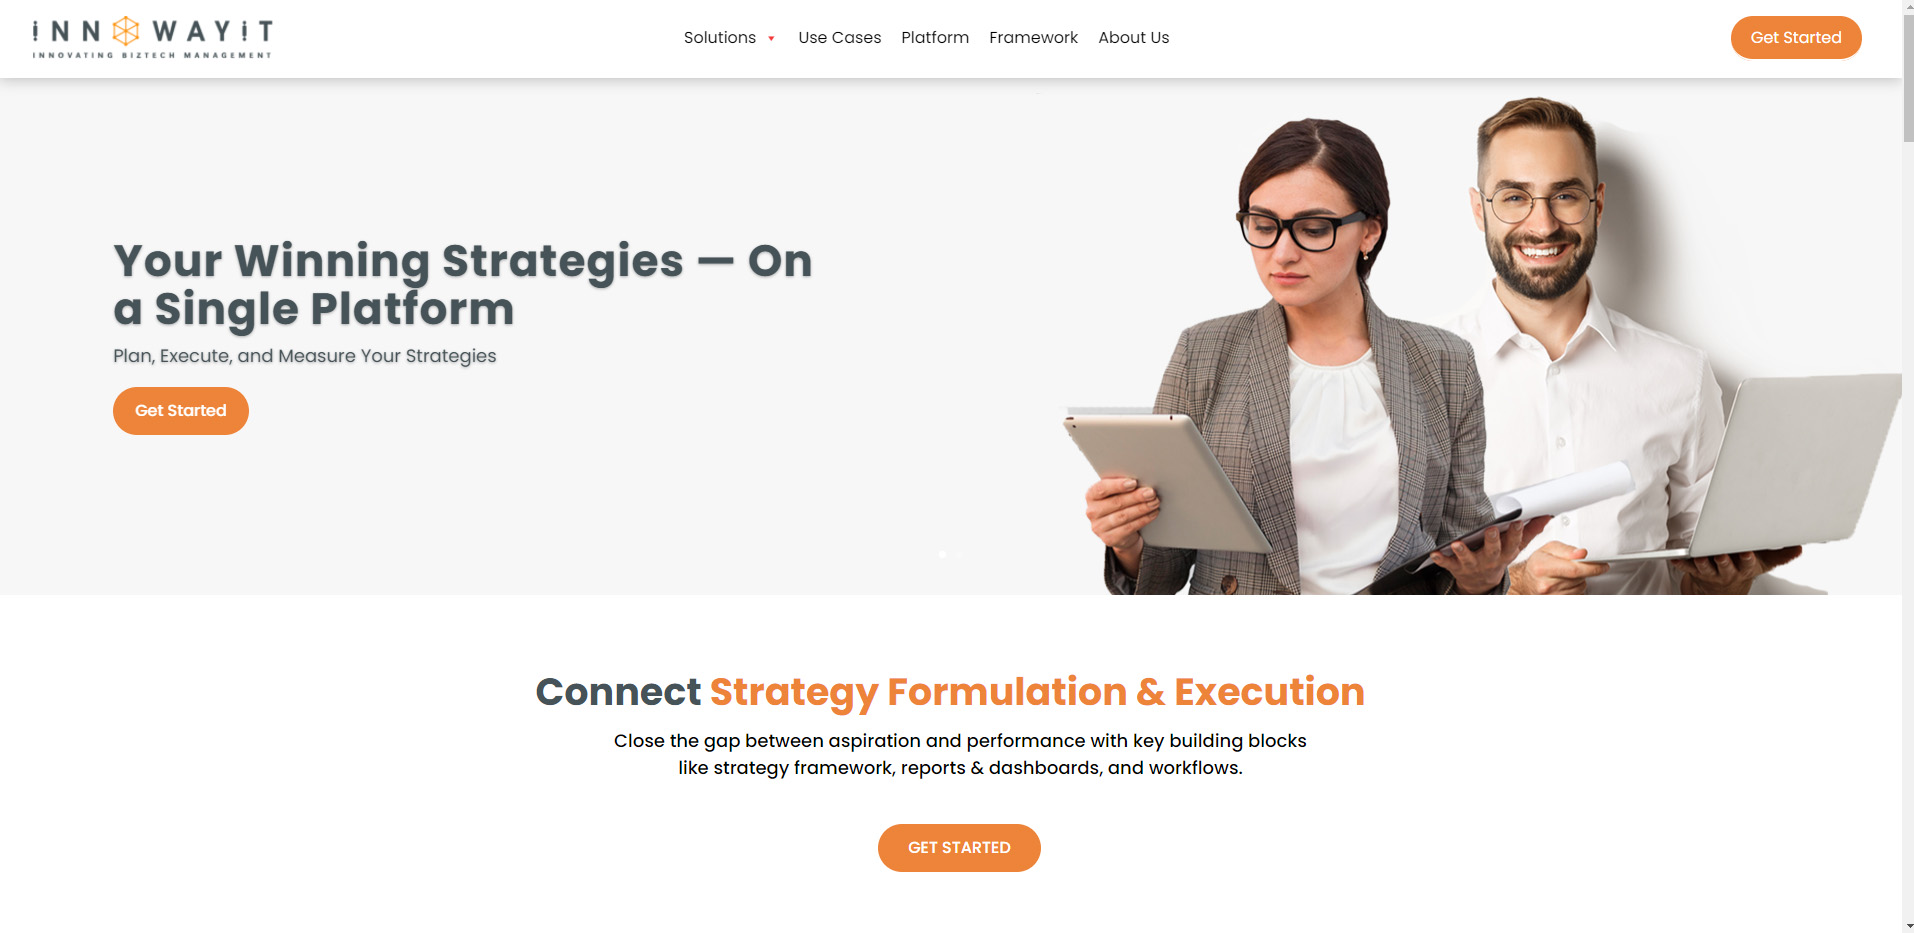 iNNOWAYiT
INNOVATING BIZTECH MANAGEMENT
Solutions Use Cases Platform Framework About Us
Get Started
Your Winning Strategies — On
a Single Platform
Plan, Execute, and Measure Your Strategies
Get Started
Connect Strategy Formulation & Execution
Close the gap between aspiration and performance with key building blocks
like strategy framework, reports & dashboards, and workflows.
GET STARTED